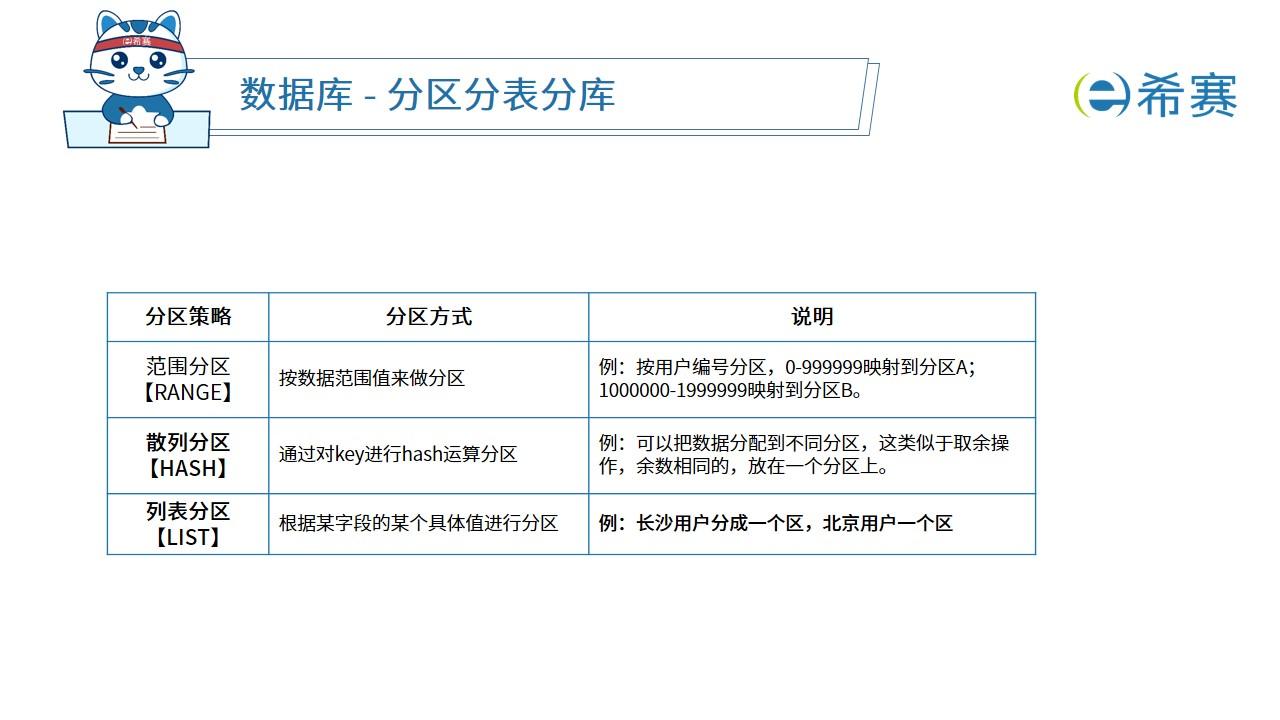 希赛
数据库 - 分区分表分库
希赛
分区策略
分区方式
说明
范围分区
【RANGE】
按数据范围值来做分区
例：按用户编号分区，0-999999映射到分区A；
1000000-1999999映射到分区B。
散列分区
【HASH】
通过对key进行hash运算分区
例：可以把数据分配到不同分区，这类似于取余操
作，余数相同的，放在一个分区上。
列表分区
【LIST】
根据某字段的某个具体值进行分区
例：长沙用户分成一个区，北京用户一个区